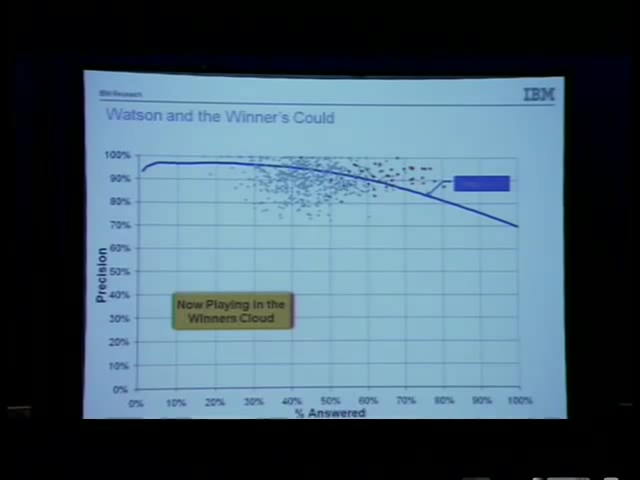 IBM Research
IBM
Watson and the Winner's Could
100%
90%
80%
70%
60%
50%
40%
30%
20%
10%
0%
Precision
Now Playing in the
Winners Cloud
0% 10% 20% 30% 40% 50% 60% 70% 80% 90% 100%
% Answered